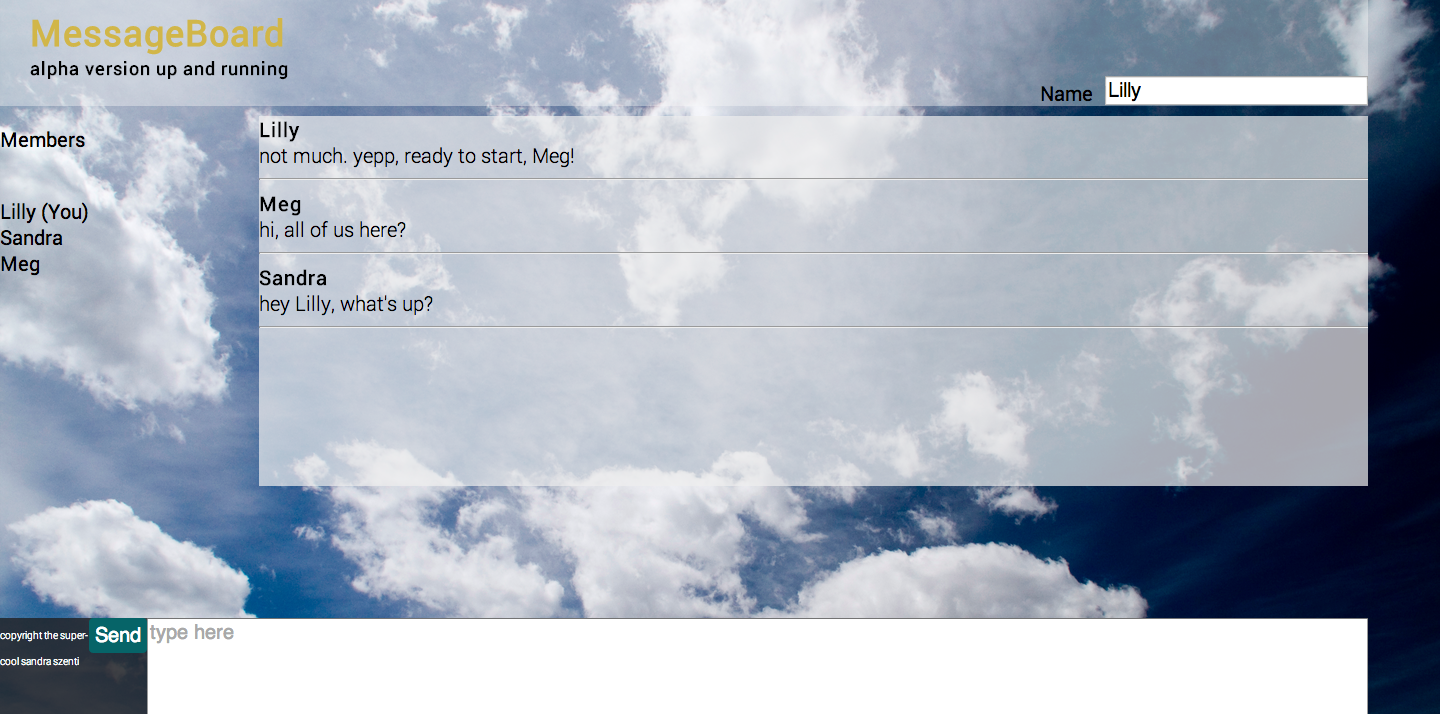 MessageBoard
alpha version up and running
Name Lilly
Members
Lilly (You)
Sandra
Meg
Lilly
not much. yepp, ready to start, Meg!
Meg
hi, all of us here?
Sandra
hey Lilly, what's up?
copyright the super-
cool sandra szenti
Send
type here